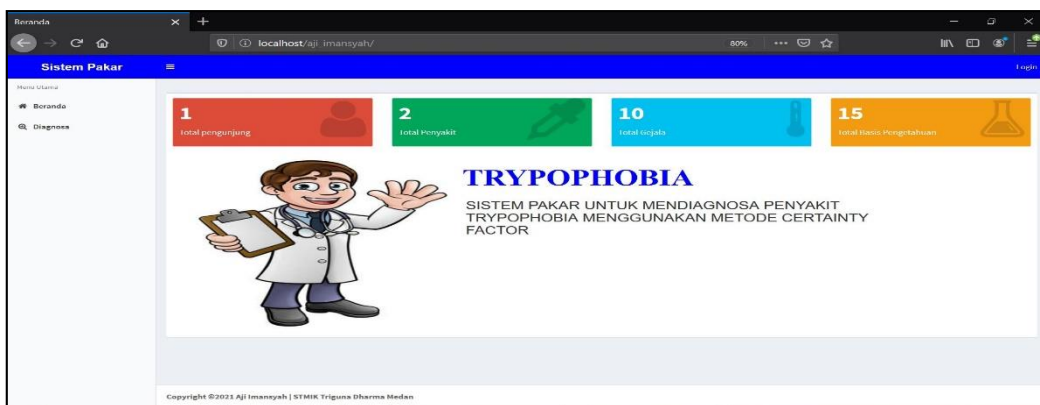 Beranda
localhost/aji_imansyah/
80%
Sistem Pakar
Login
Menu Utama
Beranda
Diagnosa
1
Total pengunjung
2
Total Penyakit
10
Total Gejala
15
Total Basis Pengetahuan
TRYPOPHOBIA
SISTEM PAKAR UNTUK MENDIAGNOSA PENYAKIT
TRYPOPHOBIA MENGGUNAKAN METODE CERTAINTY
FACTOR
Copyright ©2021 Aji Imansyah | STMIK Triguna Dharma Medan